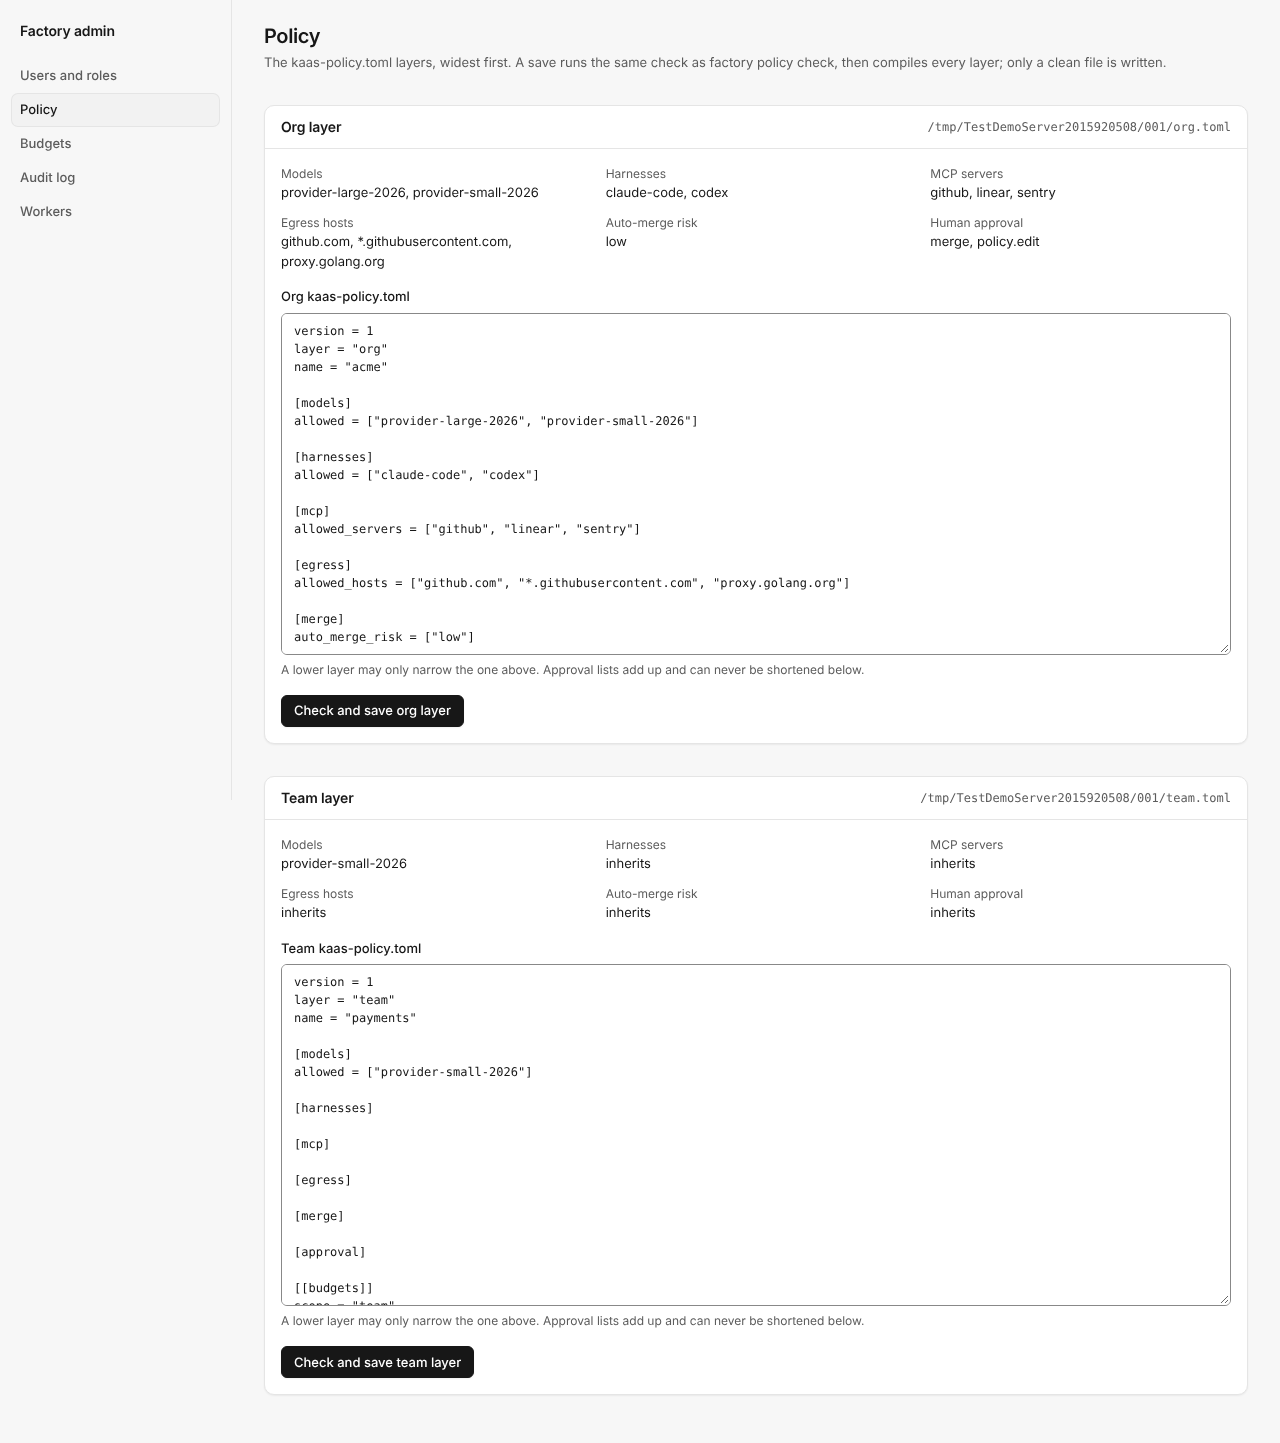 Factory admin
Users and roles
Policy
Budgets
Audit log
Workers
Policy
The kaas-policy.toml layers, widest first. A save runs the same check as factory policy check, then compiles every layer; only a clean file is written.
Org layer
/tmp/TestDemoServer2015920508/001/org.toml
Models
provider-large-2026, provider-small-2026
Harnesses
claude-code, codex
MCP servers
github, linear, sentry
Egress hosts
github.com, *.githubusercontent.com,
proxy.golang.org
Auto-merge risk
low
Human approval
merge, policy.edit
Org kaas-policy.toml
version = 1
layer = "org"
name = "acme"
[models]
allowed = ["provider-large-2026", "provider-small-2026"]
[harnesses]
allowed = ["claude-code", "codex"]
[mcp]
allowed_servers = ["github", "linear", "sentry"]
[egress]
allowed_hosts = ["github.com", "*.githubusercontent.com", "proxy.golang.org"]
[merge]
auto_merge_risk = ["low"]
A lower layer may only narrow the one above. Approval lists add up and can never be shortened below.
Check and save org layer
Team layer
/tmp/TestDemoServer2015920508/001/team.toml
Models
provider-small-2026
Harnesses
inherits
MCP servers
inherits
Egress hosts
inherits
Auto-merge risk
inherits
Human approval
inherits
Team kaas-policy.toml
version = 1
layer = "team"
name = "payments"
[models]
allowed = ["provider-small-2026"]
[harnesses]
[mcp]
[egress]
[merge]
[approval]
[[budgets]]
scope = "team"
A lower layer may only narrow the one above. Approval lists add up and can never be shortened below.
Check and save team layer